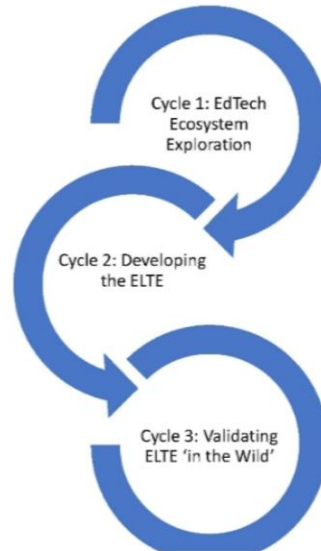 Cycle 1: EdTech
Ecosystem
Exploration
Cycle 2: Developing
the ELTE
Cycle 3: Validating
ELTE ‘in the Wild’